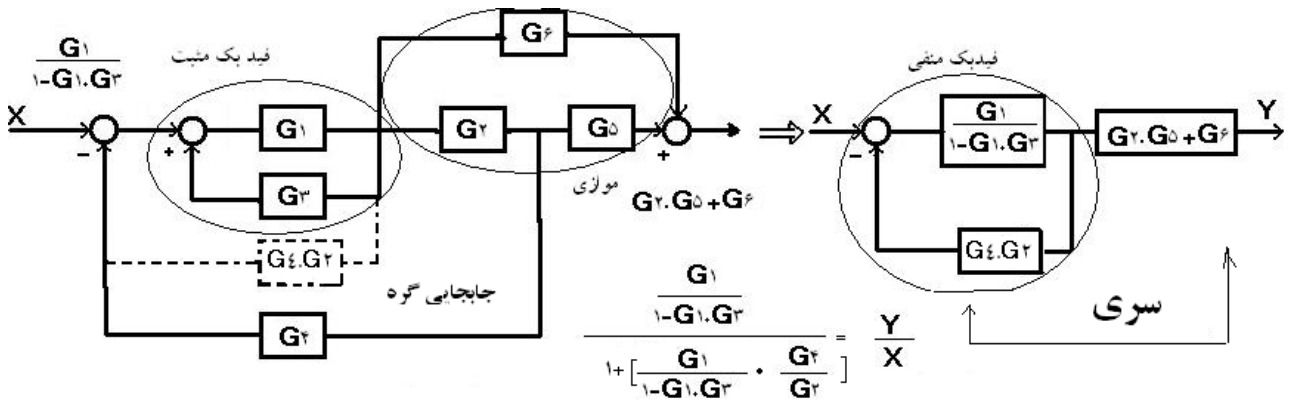 G۱
۱-G۱.G۳
فید بک مثبت
X
-
+
G۱
G۳
G٤.G۲
جابجایی گره
G۴
G۶
G۲
G۵
+
موازی
G۲.G۵+G۶
فیدبک منفی
X
-
G۱
۱-G۱.G۳
G۲.G۵+G۶
Y
G٤.G۲
سری
G۱
۱-G۱.G۳
۱+[G۱
۱-G۱.G۳
.
G۴
G۲
]
=
Y
X